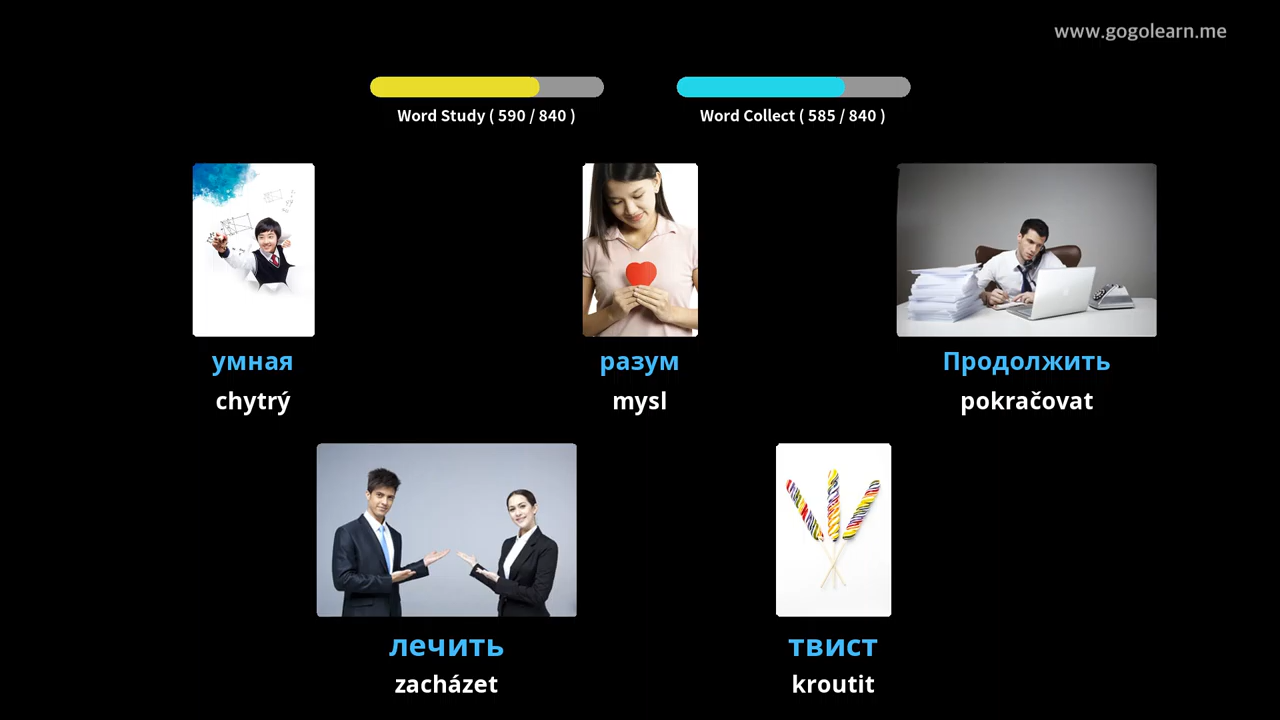 www.gogolearn.me
Word Study ( 590 / 840 )
Word Collect ( 585 / 840 )
умная
разум
Продолжить
chytrý
mysl
pokračovat
лечить
твист
zacházet
kroutit